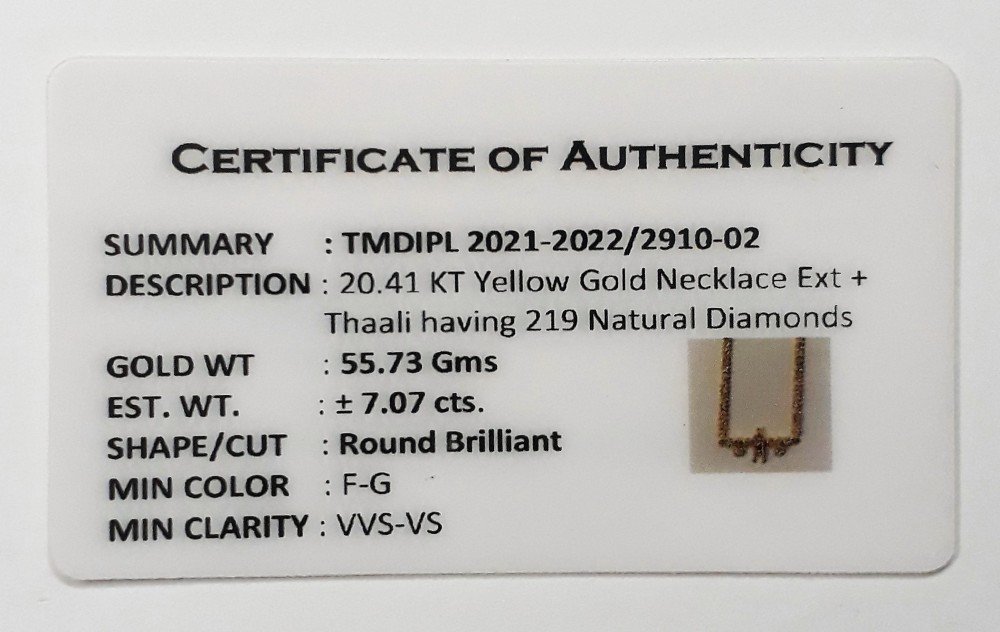 CERTIFICATE OF AUTHENTICITY
SUMMARY : TMDIPL 2021-2022/2910-02
DESCRIPTION : 20.41 KT Yellow Gold Necklace Ext +
Thaali having 219 Natural Diamonds
GOLD WT : 55.73 Gms
EST. WT. : ± 7.07 cts.
SHAPE/CUT : Round Brilliant
MIN COLOR : F-G
MIN CLARITY : VVS-VS